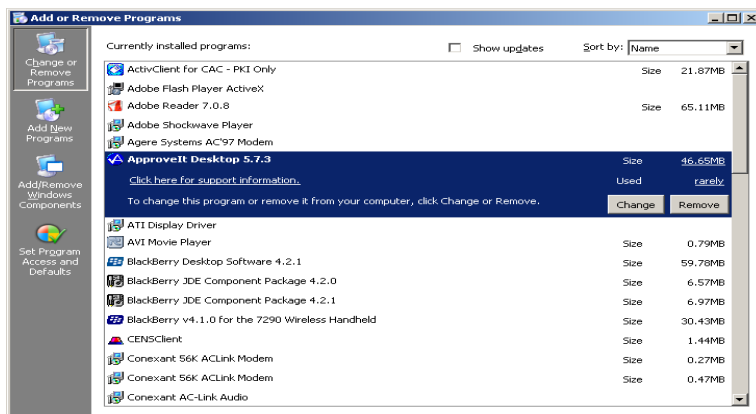 Add or Remove Programs
Change or
Remove
Programs
Add New
Programs
Add/Remove
Windows
Components
Set Program
Access and
Defaults
Currently installed programs:
Show updates
Sort by: Name
ActivClient for CAC - PKI Only Size 21.87MB
Adobe Flash Player ActiveX
Adobe Reader 7.0.8 Size 65.11MB
Adobe Shockwave Player
Agere Systems AC'97 Modem
ApproveIt Desktop 5.7.3 Size 46.65MB
Click here for support information. Used rarely
To change this program or remove it from your computer, click Change or Remove. Change Remove
ATI Display Driver
AVI Movie Player Size 0.79MB
BlackBerry Desktop Software 4.2.1 Size 59.78MB
BlackBerry JDE Component Package 4.2.0 Size 6.57MB
BlackBerry JDE Component Package 4.2.1 Size 6.97MB
BlackBerry v4.1.0 for the 7290 Wireless Handheld Size 30.43MB
CENSClient Size 1.44MB
Conexant 56K ACLink Modem Size 0.27MB
Conexant 56K ACLink Modem Size 0.47MB
Conexant AC-Link Audio